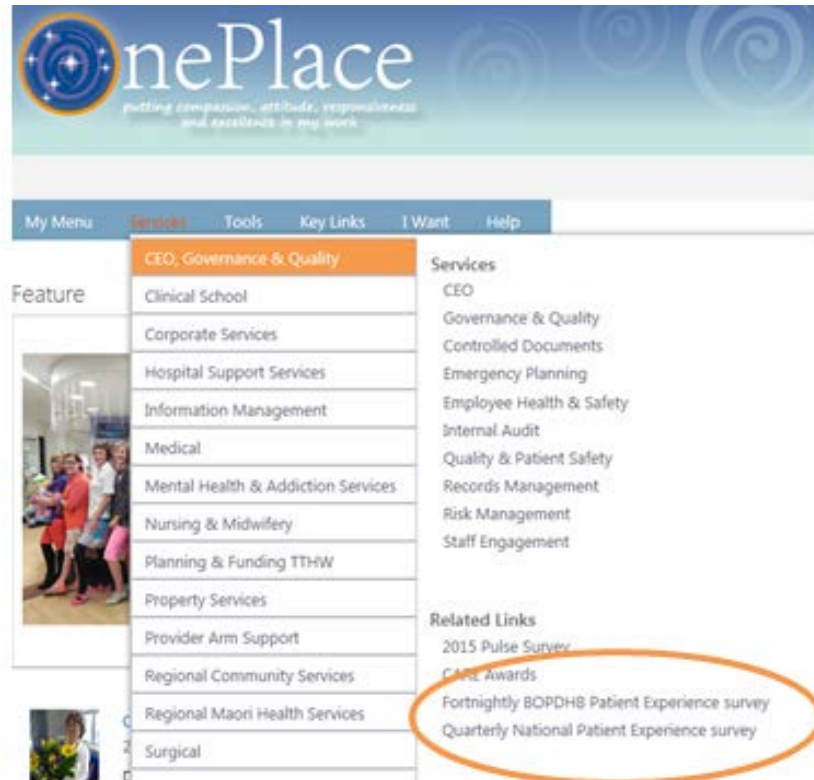 OnePlace
putting compassion, attitude, responsiveness
and excellence in my work
My Menu Services Tools Key Links I Want Help
Feature
CEO, Governance & Quality
Clinical School
Corporate Services
Hospital Support Services
Information Management
Medical
Mental Health & Addiction Services
Nursing & Midwifery
Planning & Funding TTHW
Property Services
Provider Arm Support
Regional Community Services
Regional Maori Health Services
Surgical
Services
CEO
Governance & Quality
Controlled Documents
Emergency Planning
Employee Health & Safety
Internal Audit
Quality & Patient Safety
Records Management
Risk Management
Staff Engagement
Related Links
2015 Pulse Survey
CARE Awards
Fortnightly BOPDHB Patient Experience survey
Quarterly National Patient Experience survey